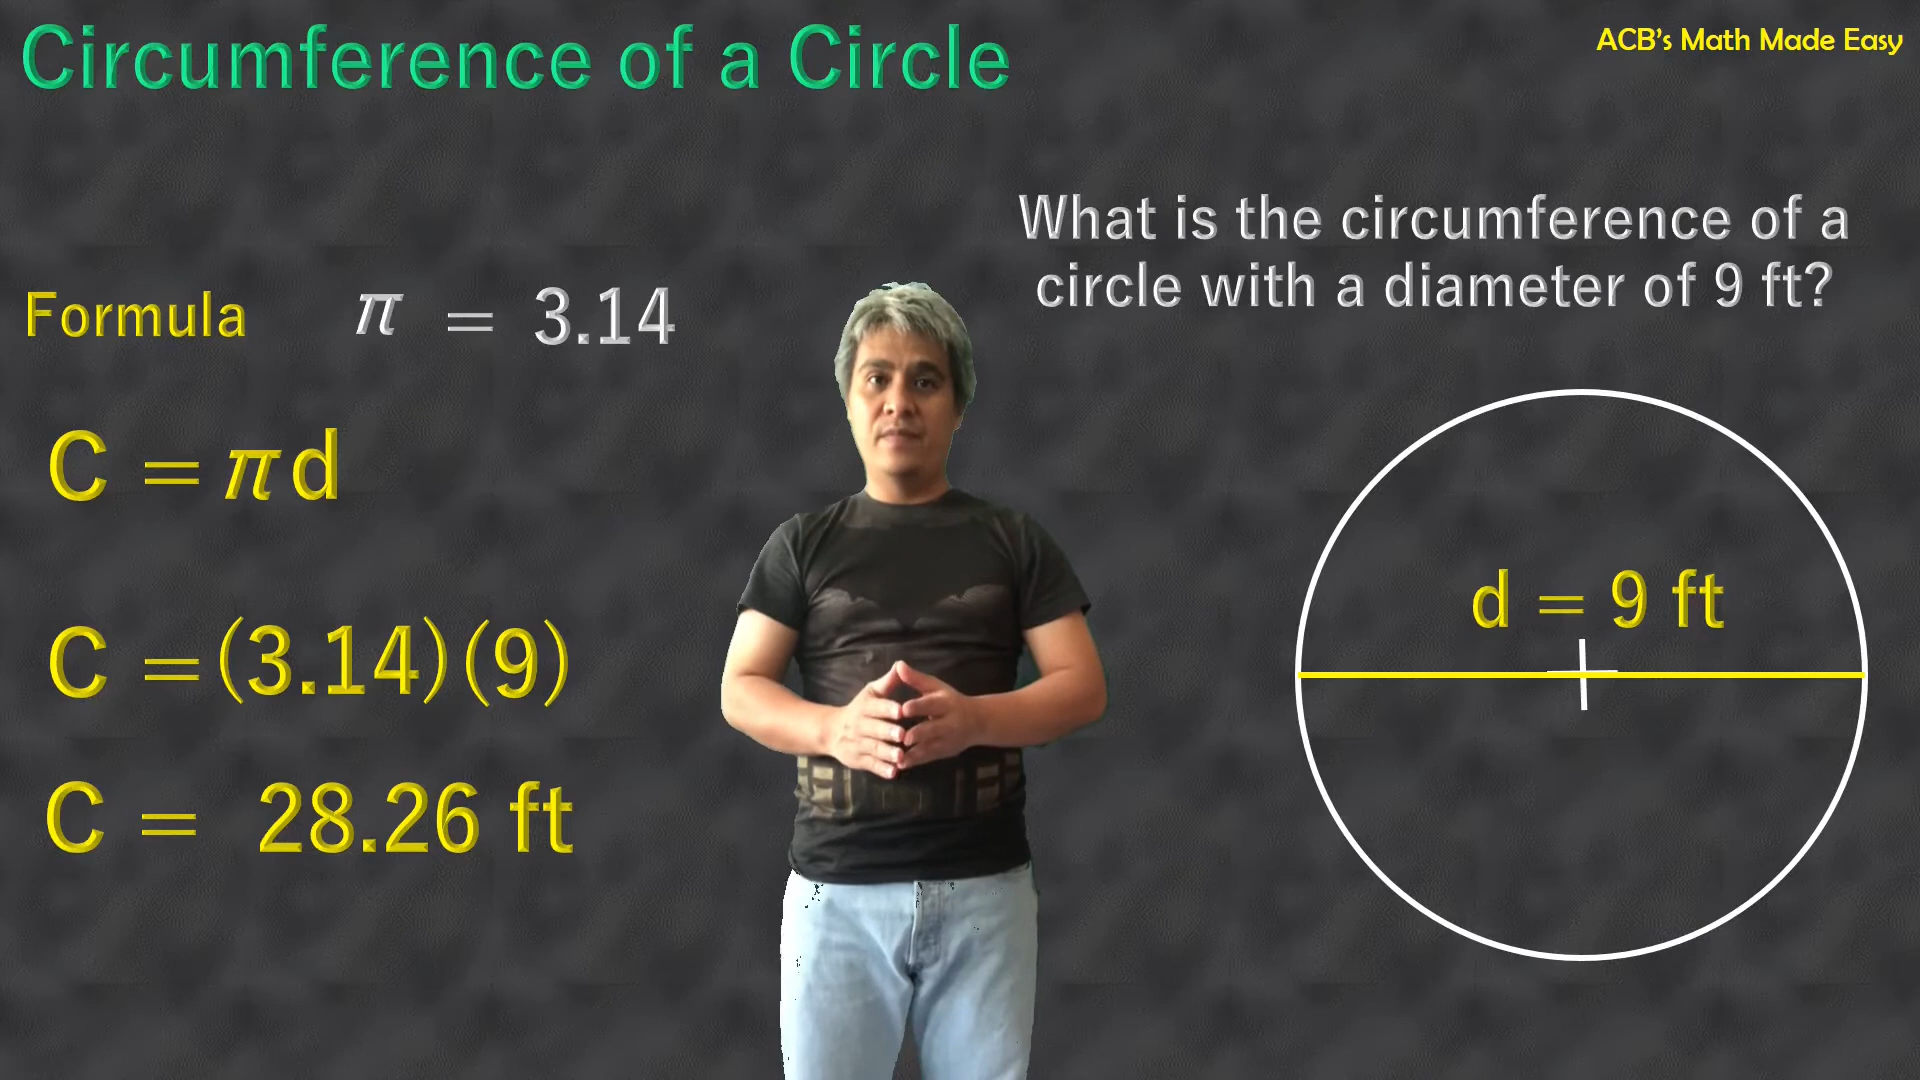 Circumference of a Circle
ACB's Math Made Easy
What is the circumference of a
circle with a diameter of 9 ft?
Formula π = 3.14
C = πd
C = (3.14)(9)
C = 28.26 ft
d = 9 ft